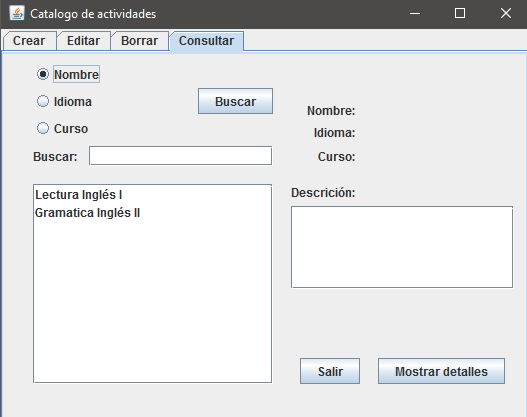 Catalogo de actividades
Crear Editar Borrar Consultar
Nombre
Idioma
Curso
Buscar
Buscar:
Lectura Inglés I
Gramatica Inglés II
Nombre:
Idioma:
Curso:
Descrición:
Salir
Mostrar detalles